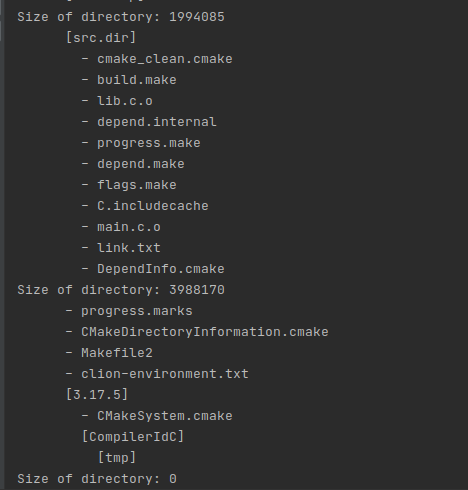 Size of directory: 1994085
[src.dir]
- cmake_clean.cmake
- build.make
- lib.c.o
- depend.internal
- progress.make
- depend.make
- flags.make
- C.includecache
- main.c.o
- link.txt
- DependInfo.cmake
Size of directory: 3988170
- progress.marks
- CMakeDirectoryInformation.cmake
- Makefile2
- clion-environment.txt
[3.17.5]
- CMakeSystem.cmake
[CompilerIdC]
[tmp]
Size of directory: 0